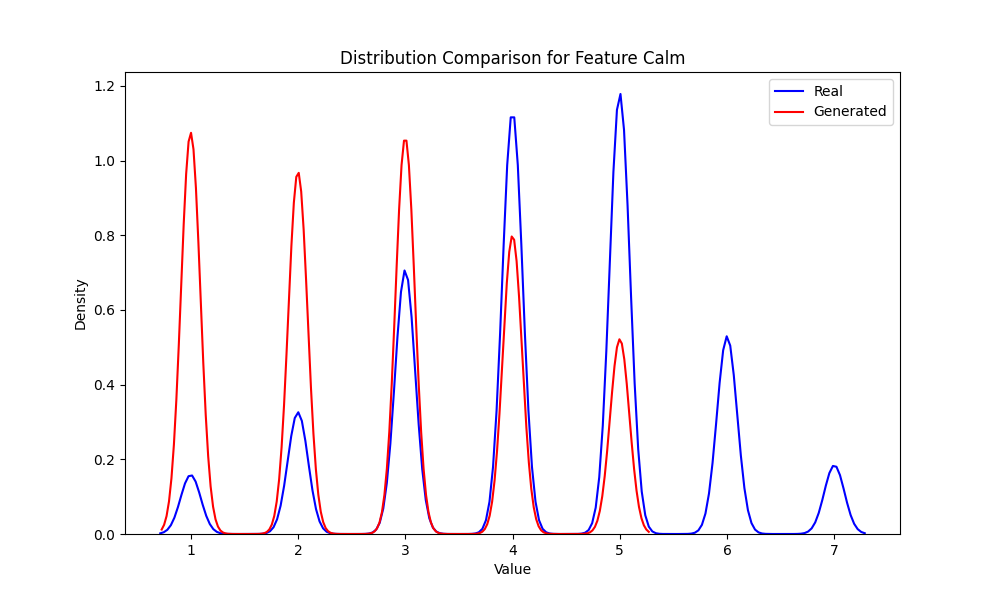 Distribution Comparison for Feature Calm
Real
Generated
1.2
1.0
0.8
0.6
0.4
0.2
0.0
Density
1 2 3 4 5 6 7
Value